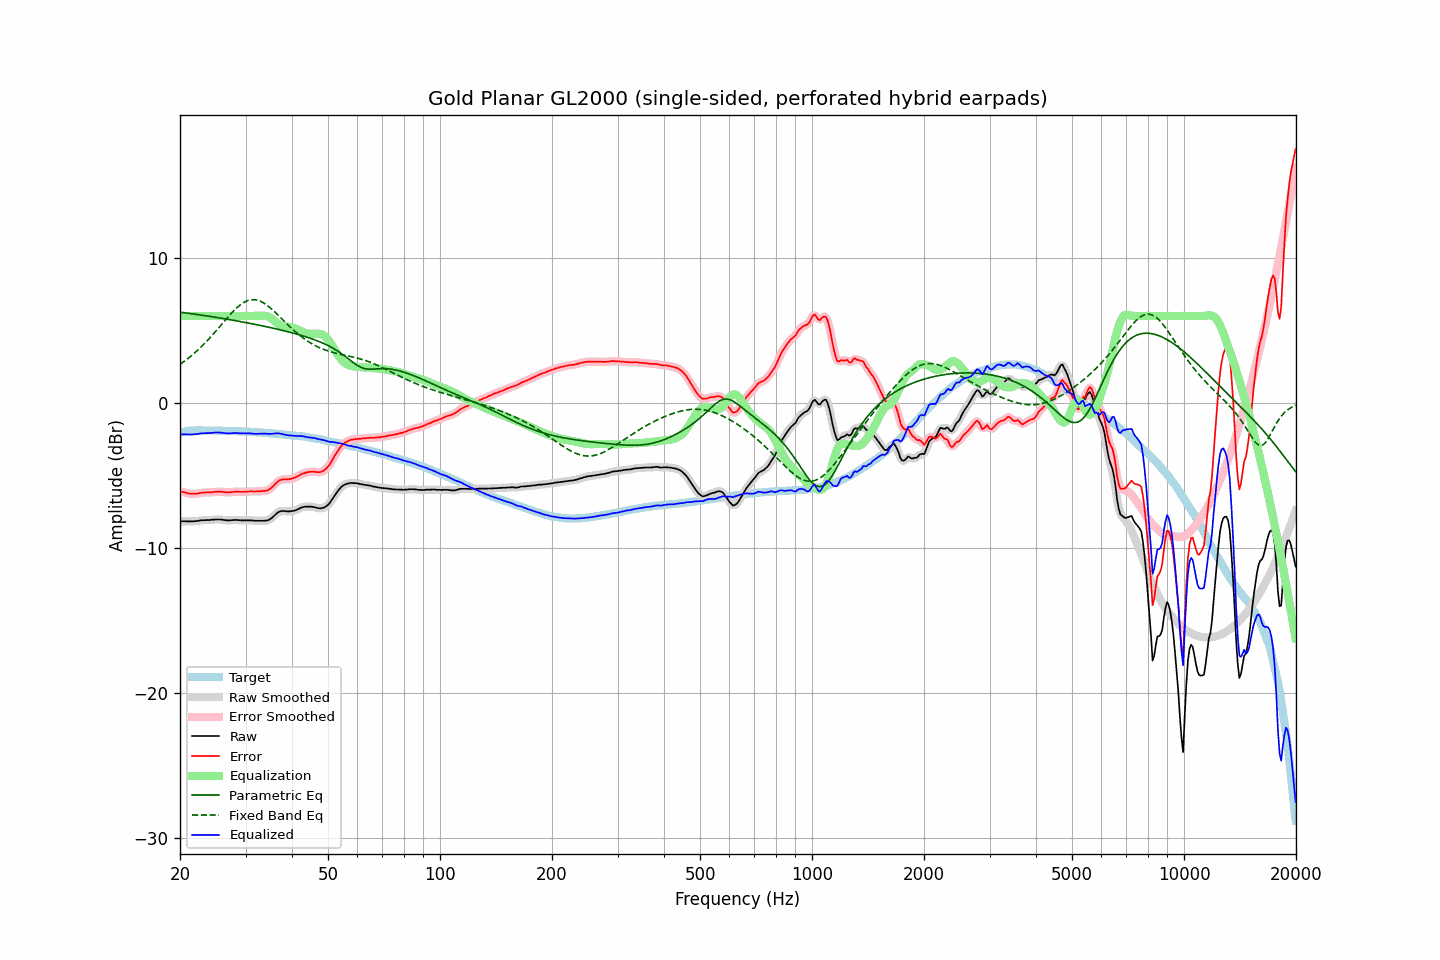 Gold Planar GL2000 (single-sided, perforated hybrid earpads)
Amplitude (dBr)
10
0
−10
−20
−30
Target
Raw Smoothed
Error Smoothed
Raw
Error
Equalization
Parametric Eq
Fixed Band Eq
Equalized
20 50 100 200 500 1000 2000 5000 10000 20000
Frequency (Hz)